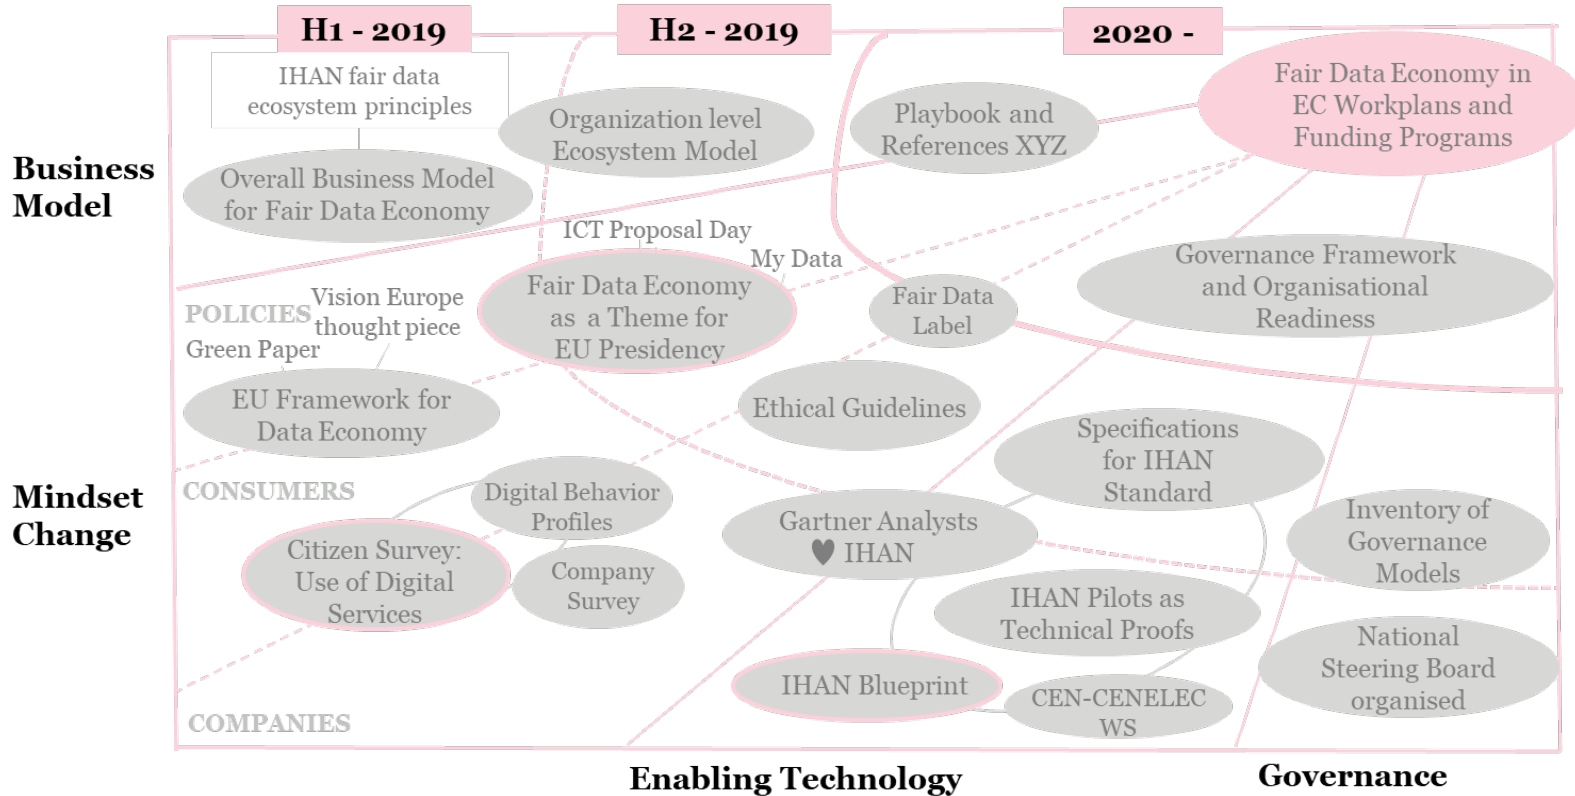 H1 - 2019
H2 - 2019
2020 -
IHAN fair data
ecosystem principles
Organization level
Ecosystem Model
Playbook and
References XYZ
Fair Data Economy in
EC Workplans and
Funding Programs
Business
Model
Overall Business Model
for Fair Data Economy
ICT Proposal Day
My Data
Fair Data Economy
as a Theme for
EU Presidency
Fair Data
Label
Governance Framework
and Organisational
Readiness
POLICIES
Vision Europe
thought piece
Green Paper
EU Framework for
Data Economy
Ethical Guidelines
Specifications
for IHAN
Standard
Mindset
Change
CONSUMERS
Digital Behavior
Profiles
Citizen Survey:
Use of Digital
Services
Company
Survey
Gartner Analysts
♥ IHAN
Inventory of
Governance
Models
IHAN Pilots as
Technical Proofs
National
Steering Board
organised
IHAN Blueprint
CEN-CENELEC
WS
COMPANIES
Enabling Technology
Governance